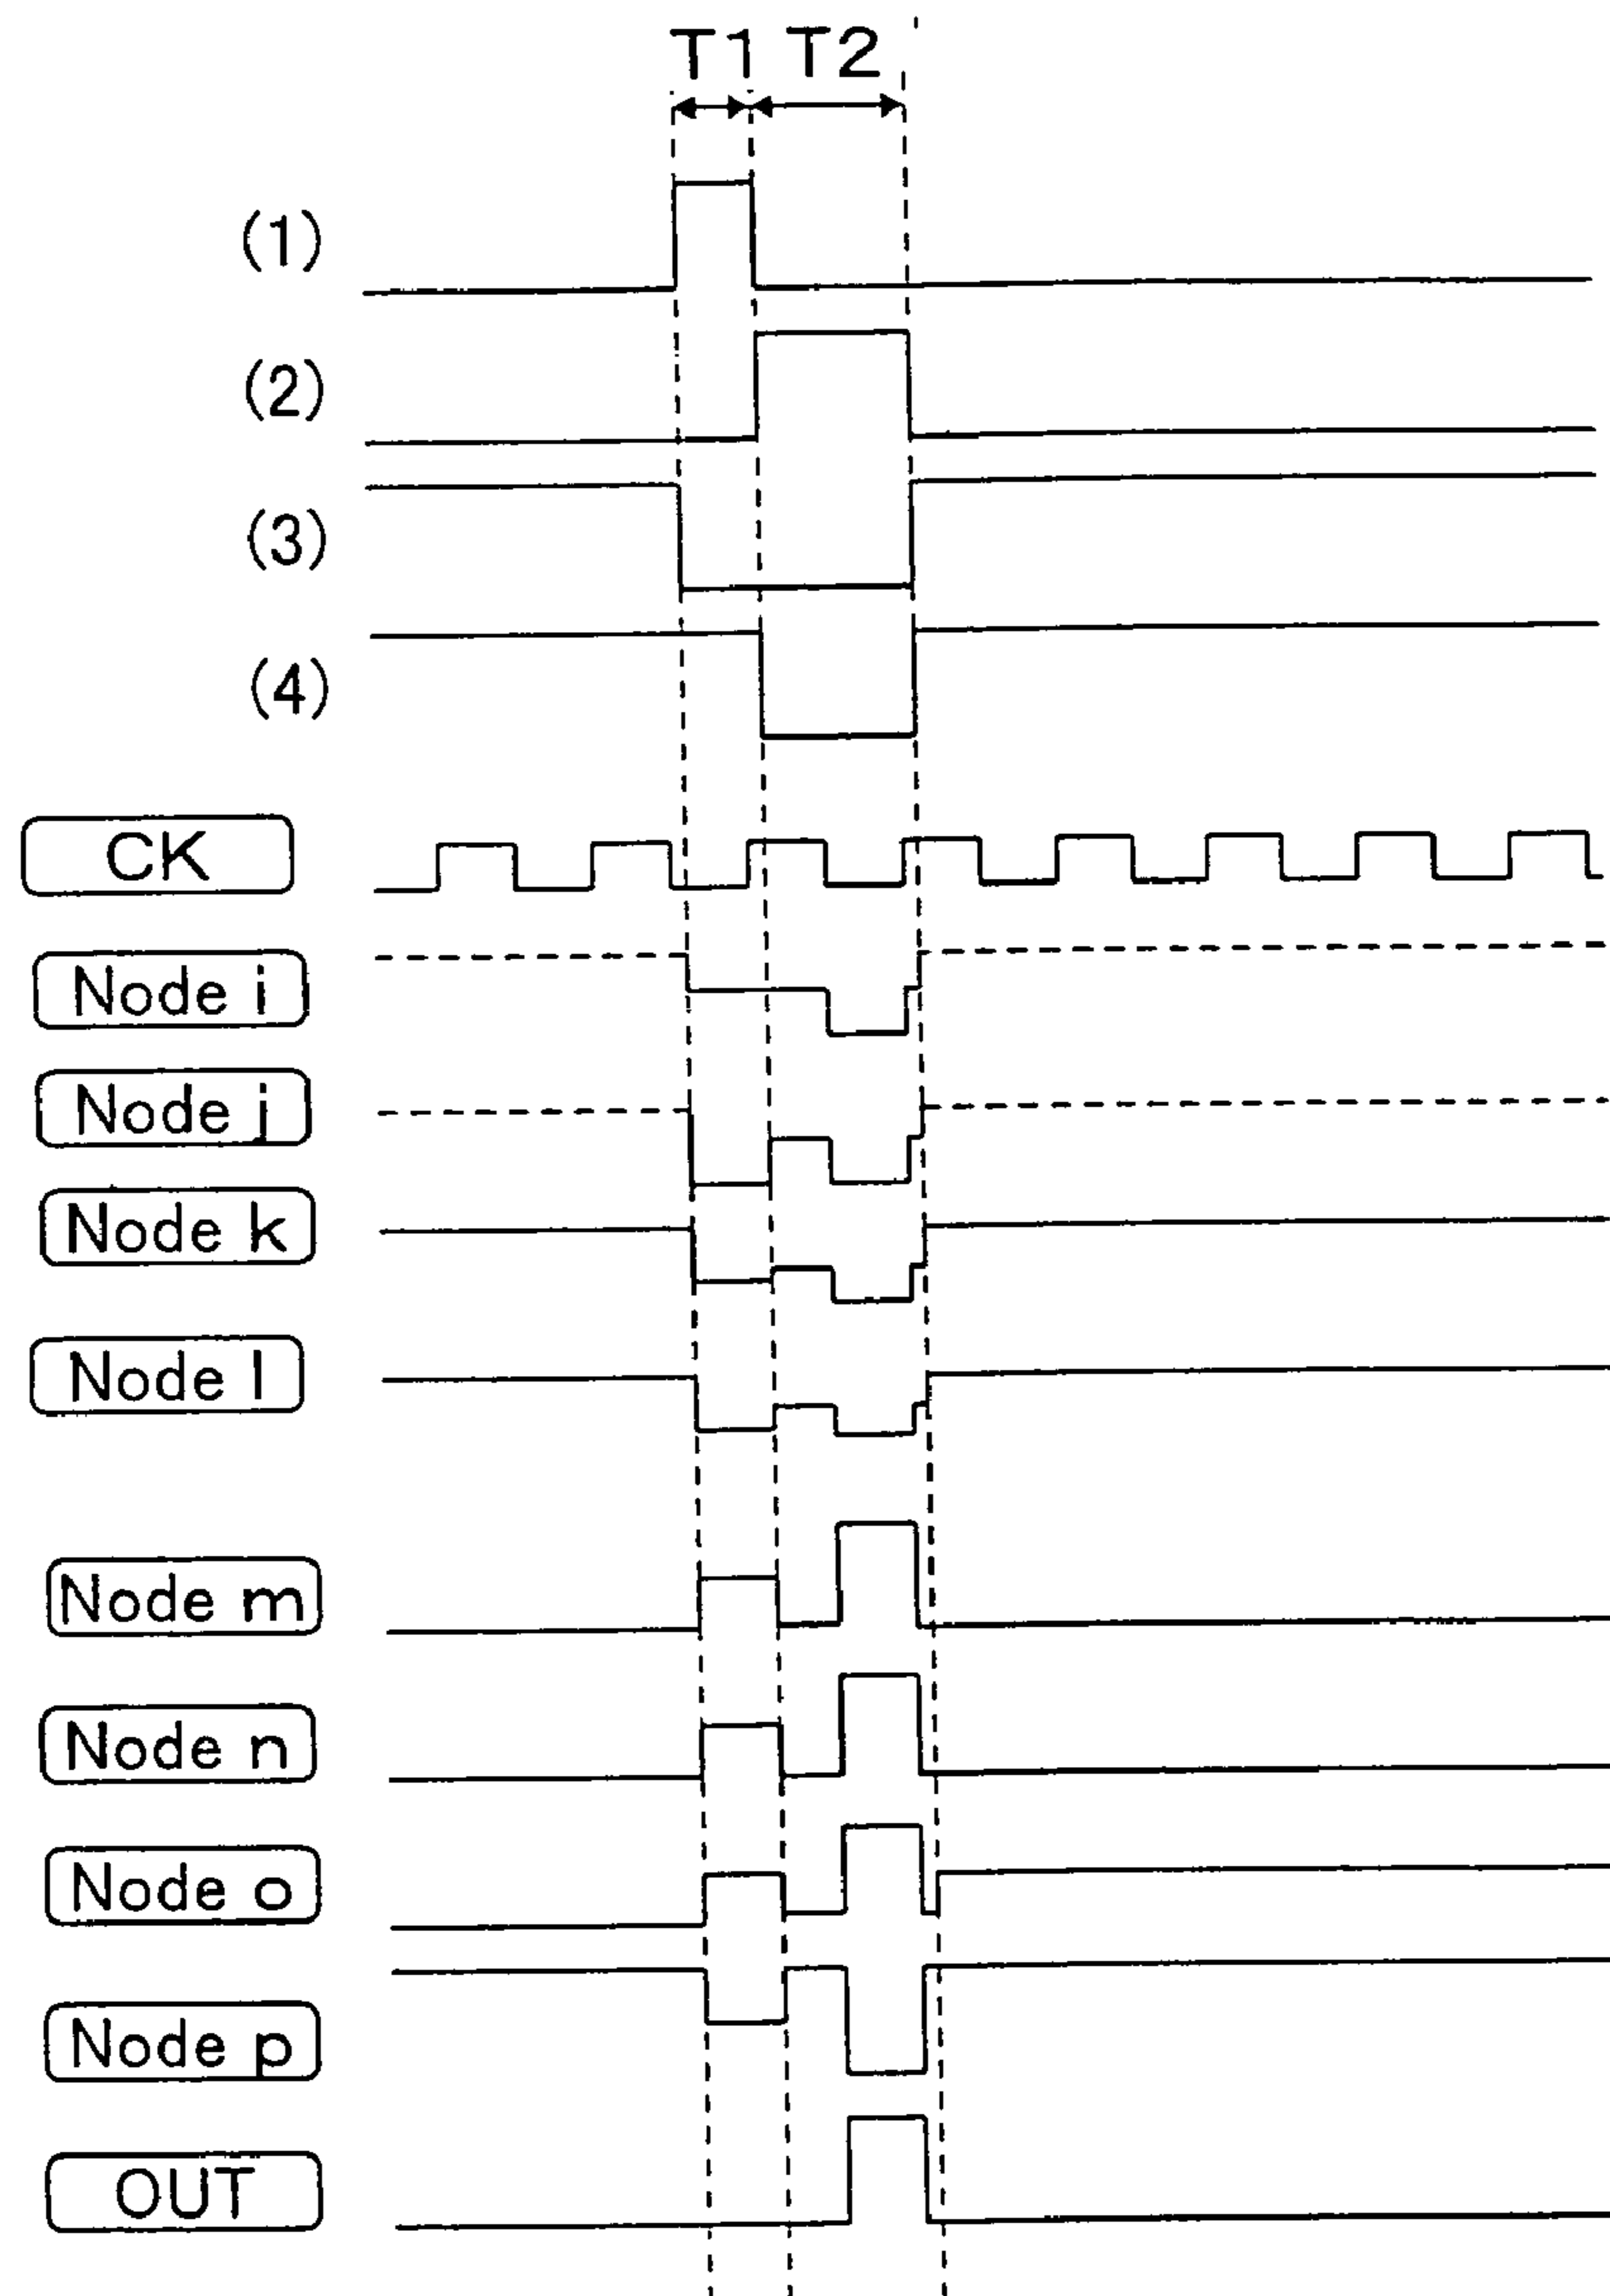 T1 T2
(1)
(2)
(3)
(4)
CK
Node i
Node j
Node k
Node l
Node m
Node n
Node o
Node p
OUT